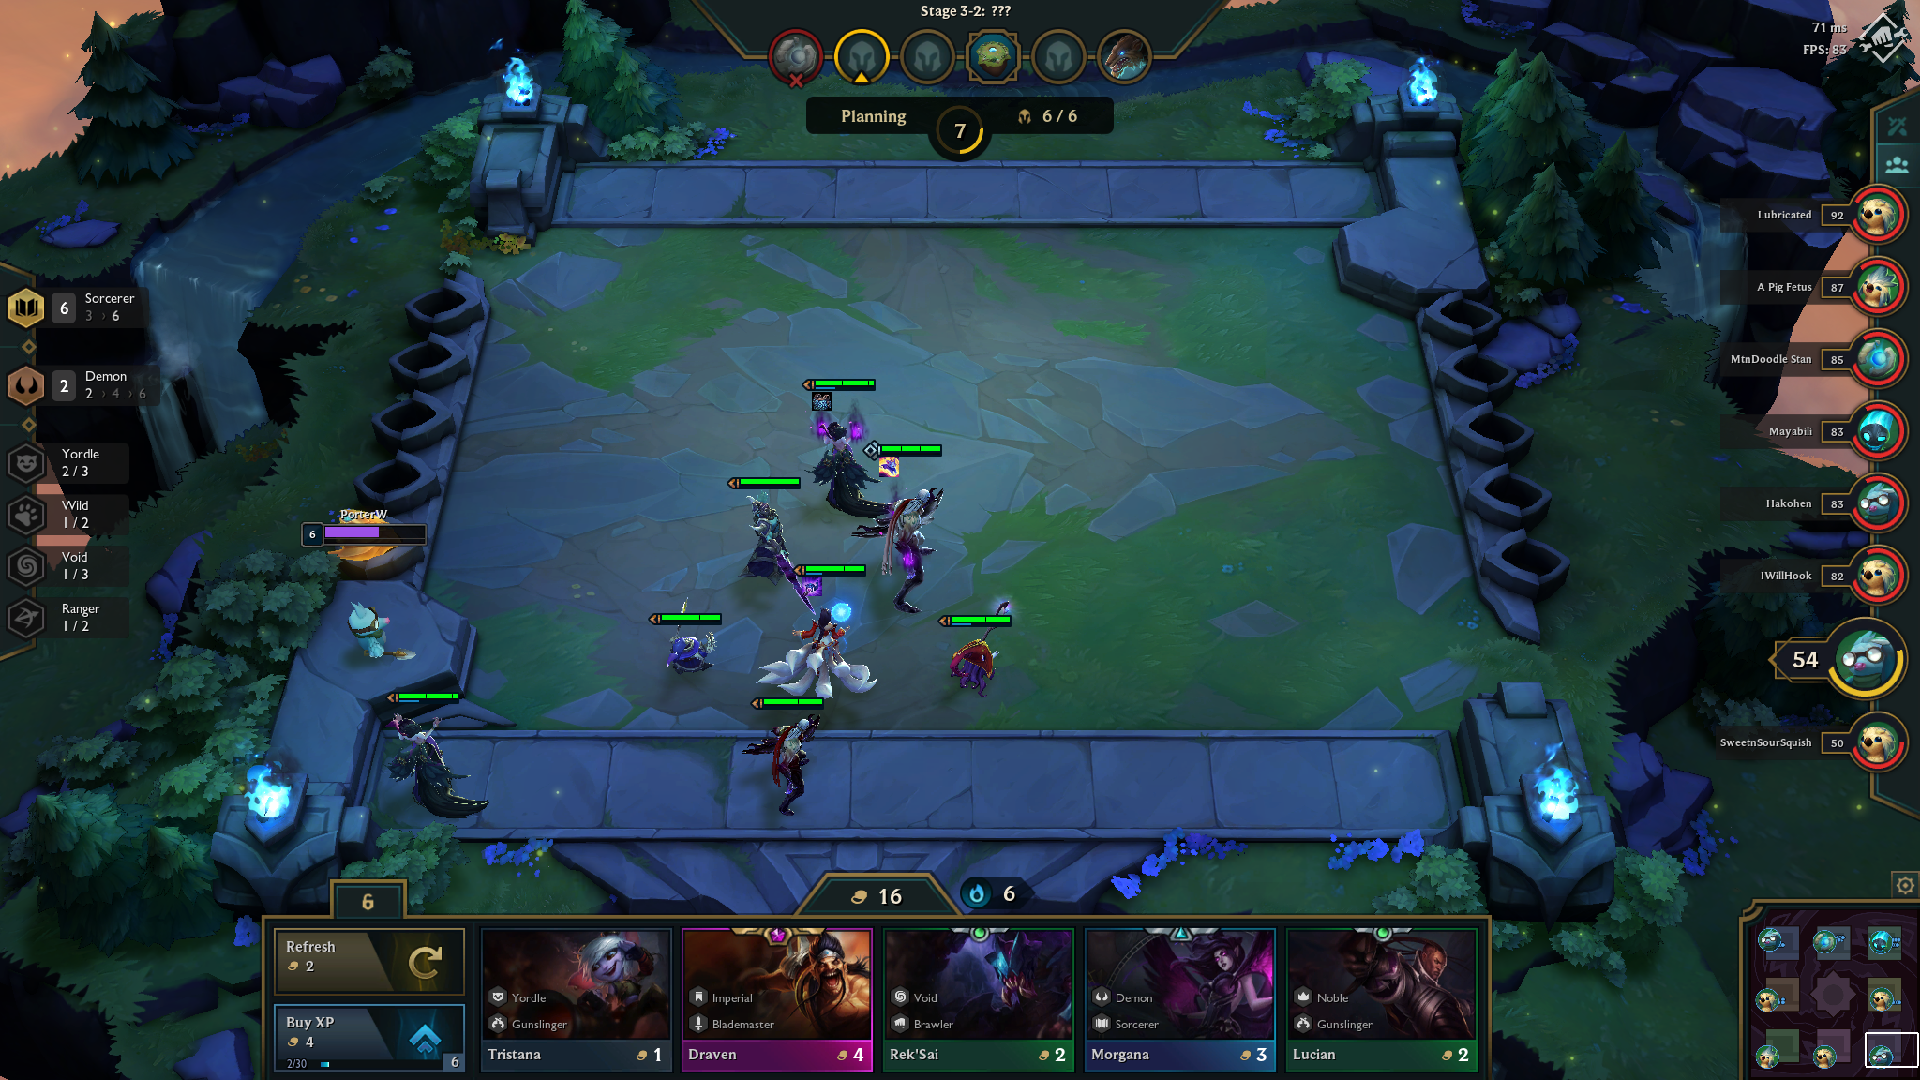 Stage 3-2: ???
71 ms
FPS: 83
Planning
7
6 / 6
Lubricated 92
A Pig Fetus 87
MtnDoodle Stan 85
Mayabili 83
Hakohen 83
IWillHook 82
54
SweetnSourSquish 50
6 Sorcerer
3 › 6
2 Demon
2 › 4 › 6
Yordle
2 / 3
Wild
1 / 2
Void
1 / 3
Ranger
1 / 2
PorterW
6
16
6
6
Refresh
2
Buy XP
4
2/30
6
Yordle
Gunslinger
Tristana 1
Imperial
Blademaster
Draven 4
Void
Brawler
Rek'Sai 2
Demon
Sorcerer
Morgana 3
Noble
Gunslinger
Lucian 2